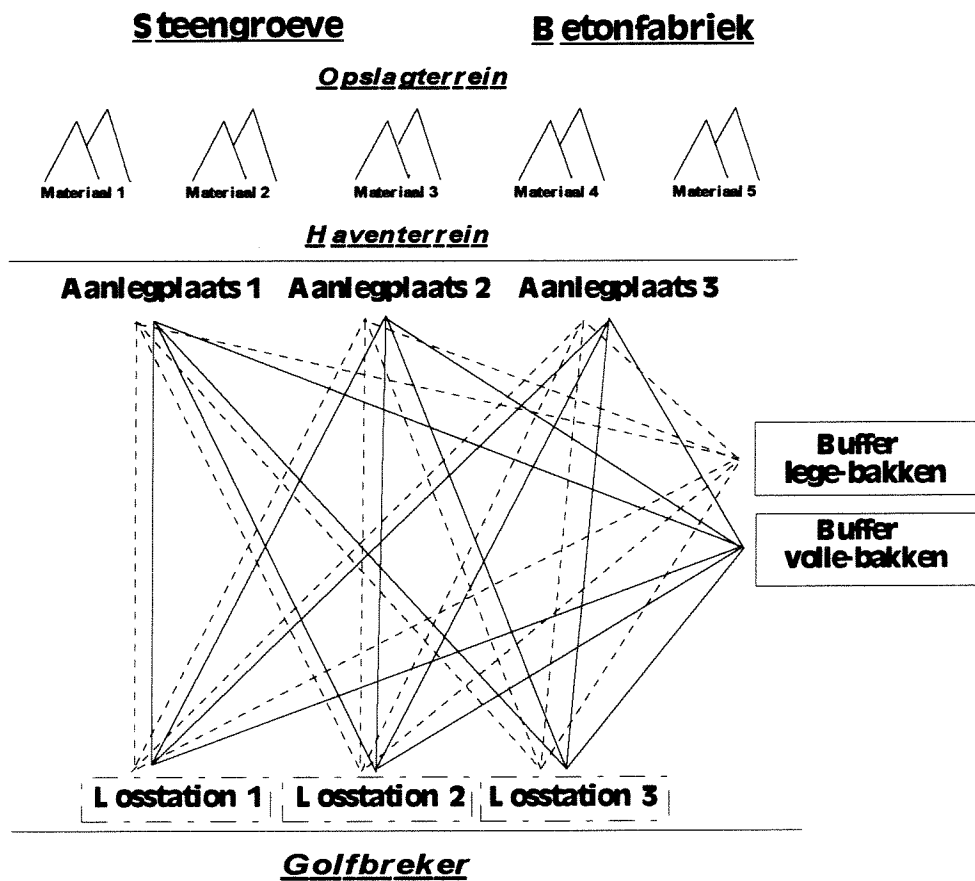 Steengroeve Betonfabriek
Opslagterrein
Materiaal 1 Materiaal 2 Materiaal 3 Materiaal 4 Materiaal 5
Haventerrein
Aanlegplaats 1 Aanlegplaats 2 Aanlegplaats 3
Buffer
lege-bakken
Buffer
volle-bakken
Losstation 1 Losstation 2 Losstation 3
Golfbreker